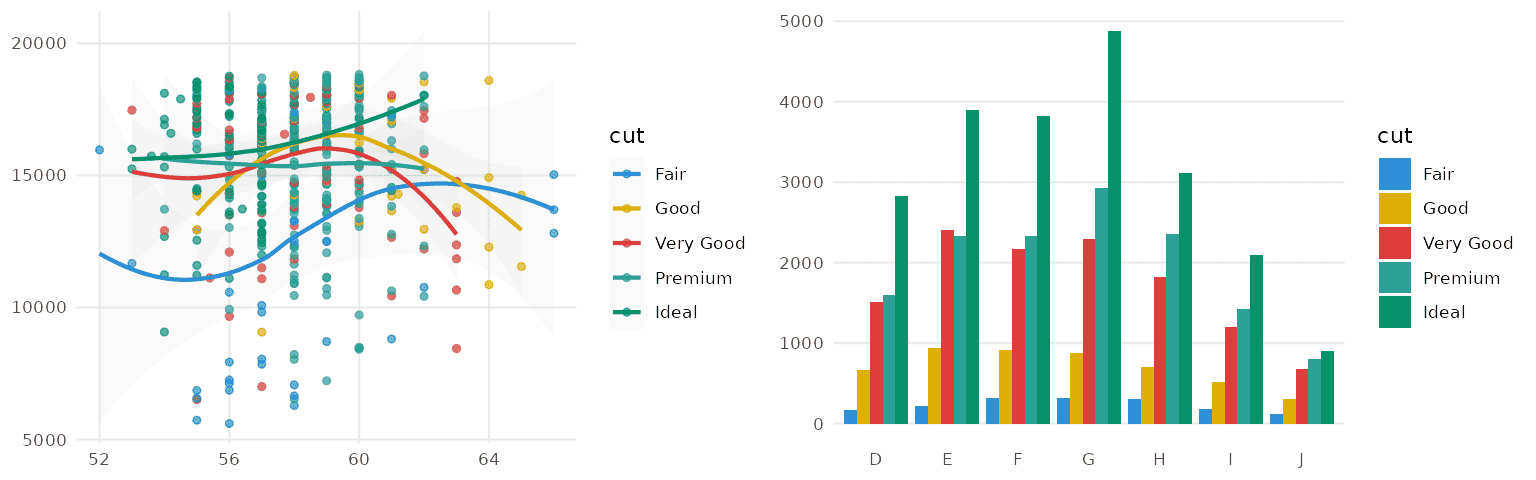 20000
15000
10000
5000
52 56 60 64
cut
Fair
Good
Very Good
Premium
Ideal
5000
4000
3000
2000
1000
0
D E F G H I J
cut
Fair
Good
Very Good
Premium
Ideal